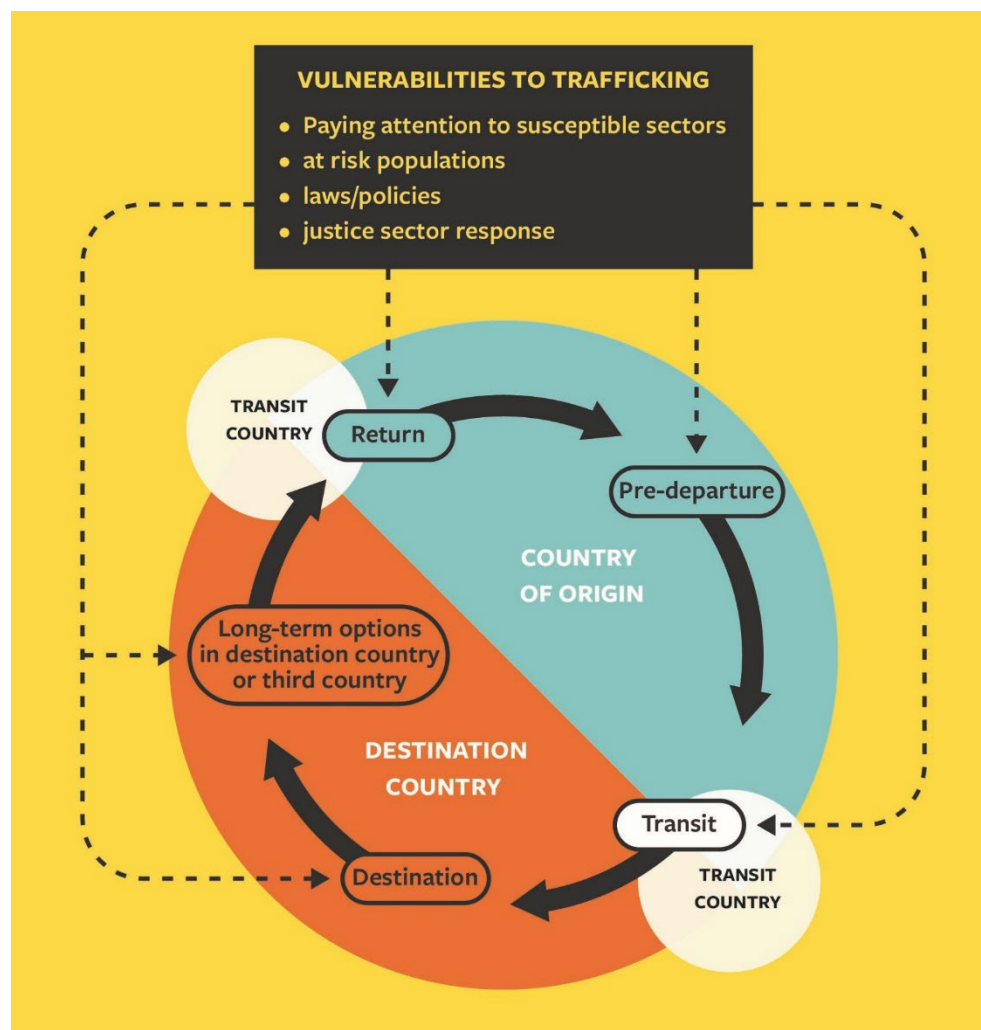 VULNERABILITIES TO TRAFFICKING
• Paying attention to susceptible sectors
• at risk populations
• laws/policies
• justice sector response
TRANSIT
COUNTRY
Return
Pre-departure
COUNTRY
OF ORIGIN
Long-term options
in destination country
or third country
DESTINATION
COUNTRY
Transit
Destination
TRANSIT
COUNTRY